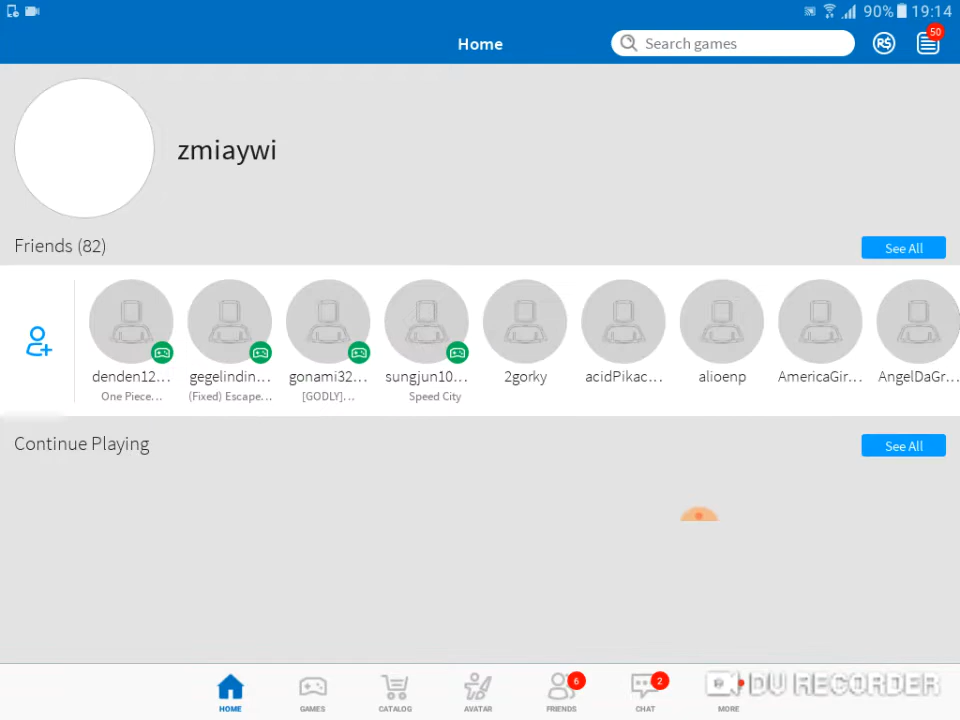 90% 19:14
Home
Search games
R$
50
zmiaywi
Friends (82)
See All
denden12...
gegelindin...
gonami32...
sungjun10...
2gorky
acidPikac...
alioenp
AmericaGir...
AngelDaGr...
One Piece...
(Fixed) Escape...
[GODLY]...
Speed City
Continue Playing
See All
6
2
DU RECORDER
HOME
GAMES
CATALOG
AVATAR
FRIENDS
CHAT
MORE